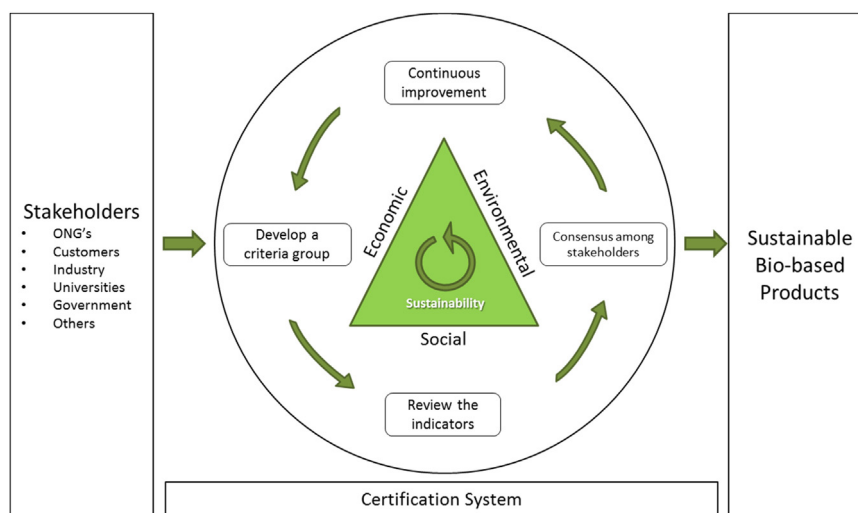 Stakeholders
• ONG's
• Customers
• Industry
• Universities
• Government
• Others
Continuous
improvement
Develop a
criteria group
Economic
Environmental
Sustainability
Social
Consensus among
stakeholders
Review the
indicators
Sustainable
Bio-based
Products
Certification System